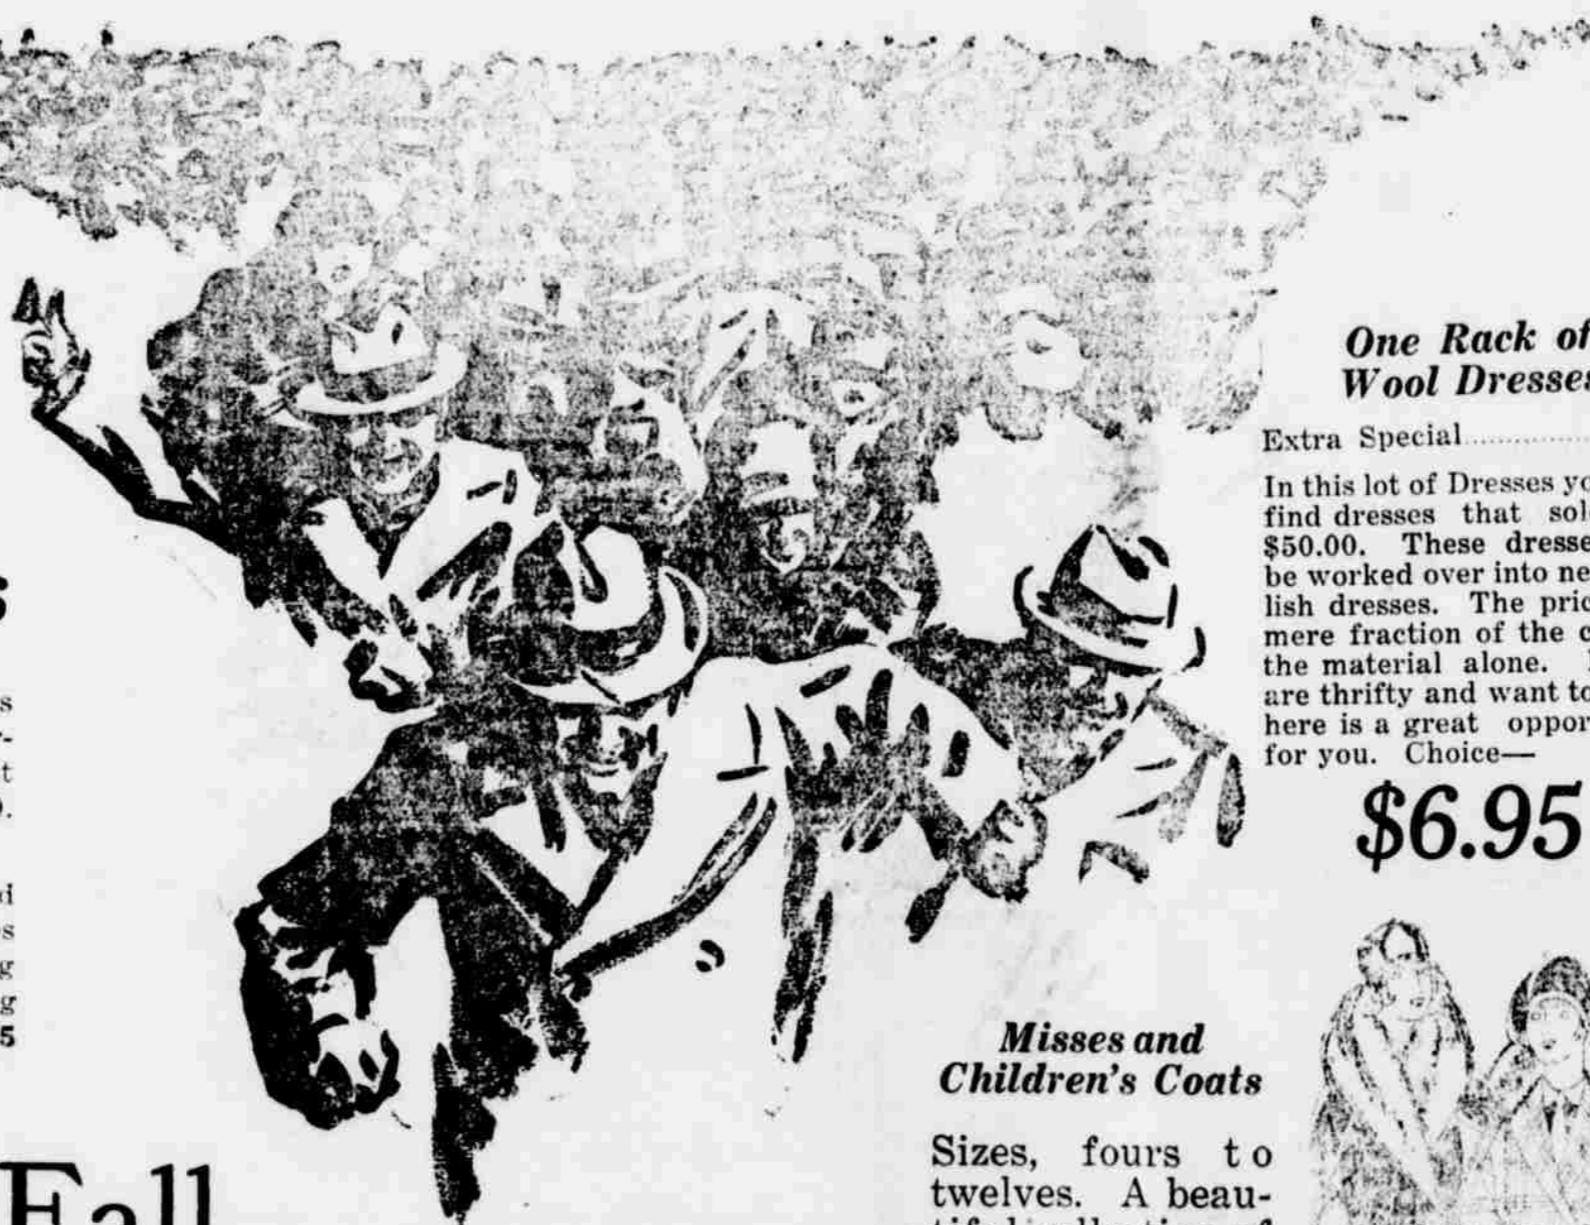 One Rack of
Wool Dresses
Extra Special
In this lot of Dresses yo
find dresses that sol
$50.00. These dresse
be worked over into ne
lish dresses. The pric
mere fraction of the c
the material alone.
are thrifty and want to
here is a great oppor
for you. Choice—
$6.95
Misses and
Children's Coats
Sizes, fours to
twelves. A beau-
Fall